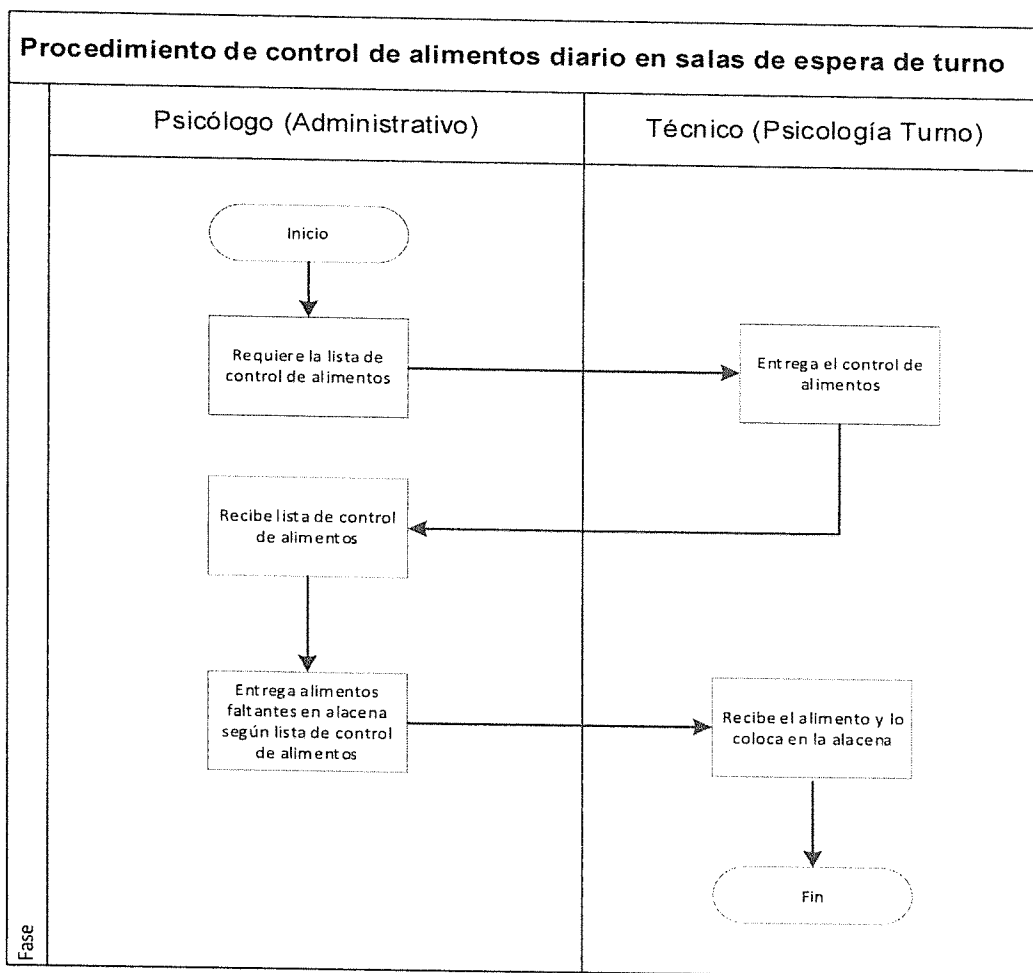 Procedimiento de control de alimentos diario en salas de espera de turno
Psicólogo (Administrativo)
Técnico (Psicología Turno)
Inicio
Requiere la lista de
control de alimentos
Entrega el control de
alimentos
Recibe lista de control
de alimentos
Entrega alimentos
faltantes en alacena
según lista de control
de alimentos
Recibe el alimento y lo
coloca en la alacena
Fin
Fase